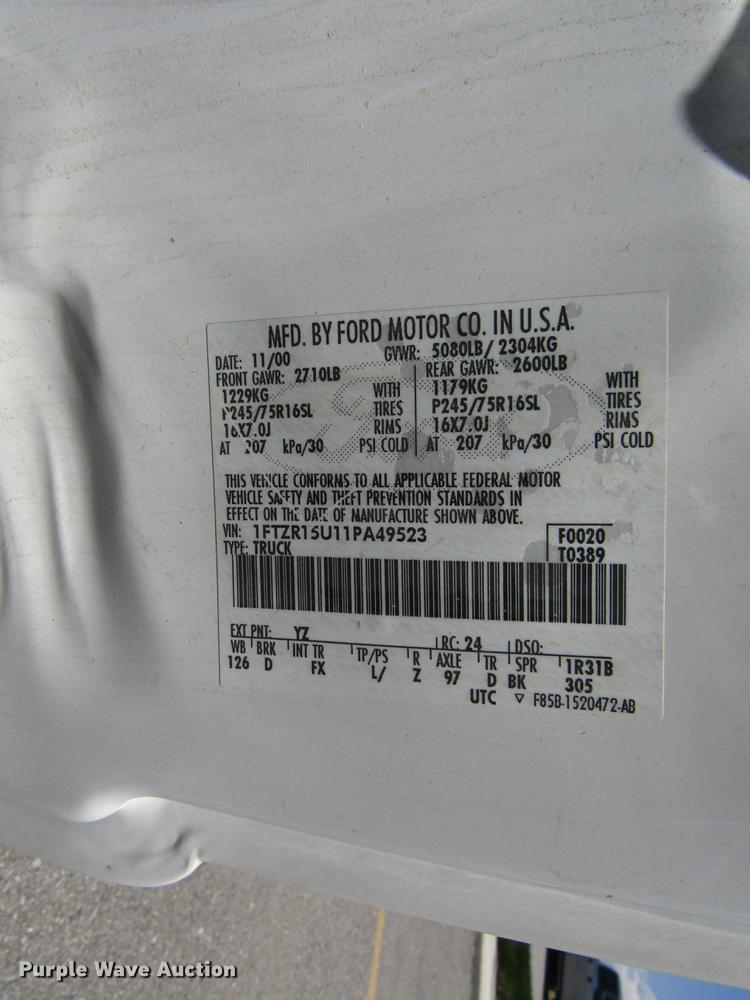 MFD. BY FORD MOTOR CO. IN U.S.A.
DATE: 11/00 GVWR: 5080LB/ 2304KG
FRONT GAWR: 2710LB REAR GAWR: 2600LB
1229KG WITH 1179KG WITH
P245/75R16SL TIRES P245/75R16SL TIRES
16X7.0J RIMS 16X7.0J RIMS
AT 207 kPa/30 PSI COLD AT 207 kPa/30 PSI COLD
THIS VEHICLE CONFORMS TO ALL APPLICABLE FEDERAL MOTOR
VEHICLE SAFETY AND THEFT PREVENTION STANDARDS IN
EFFECT ON THE DATE OF MANUFACTURE SHOWN ABOVE.
VIN: 1FTZR15U11PA49523 F0020
TYPE: TRUCK T0389
EXT PNT: YZ RC: 24 DSO:
WB BRK INT TR TP/PS R AXLE TR SPR 1R31B
126 D FX L/ Z 97 D BK 305
UTC ▽ F85B-1520472-AB
Purple Wave Auction